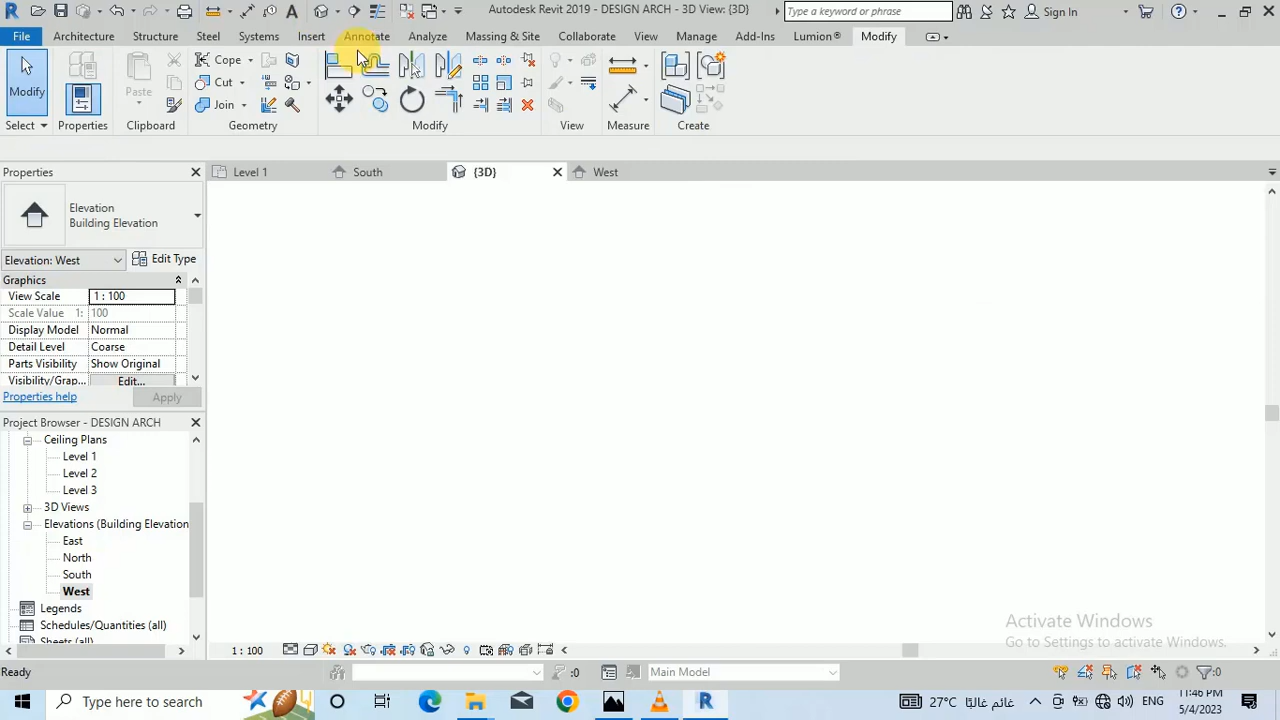 Autodesk Revit 2019 - DESIGN ARCH - 3D View: {3D}
Type a keyword or phrase
Sign In
File
Architecture
Structure
Steel
Systems
Insert
Annotate
Analyze
Massing & Site
Collaborate
View
Manage
Add-Ins
Lumion®
Modify
Modify
Paste
Cope
Cut
Join
Select
Properties
Clipboard
Geometry
Modify
View
Measure
Create
Properties
Level 1
South
{3D}
West
Elevation
Building Elevation
Elevation: West
Edit Type
Graphics
View Scale
1 : 100
Scale Value 1:
100
Display Model
Normal
Detail Level
Coarse
Parts Visibility
Show Original
Visibility/Grap...
Edit...
Properties help
Apply
Project Browser - DESIGN ARCH
Ceiling Plans
Level 1
Level 2
Level 3
3D Views
Elevations (Building Elevation
East
North
South
West
Legends
Schedules/Quantities (all)
Sheets (all)
Activate Windows
Go to Settings to activate Windows.
1 : 100
Ready
:0
Main Model
:0
Type here to search
27°C
غائم غالبًا
ENG
11:46 PM
5/4/2023